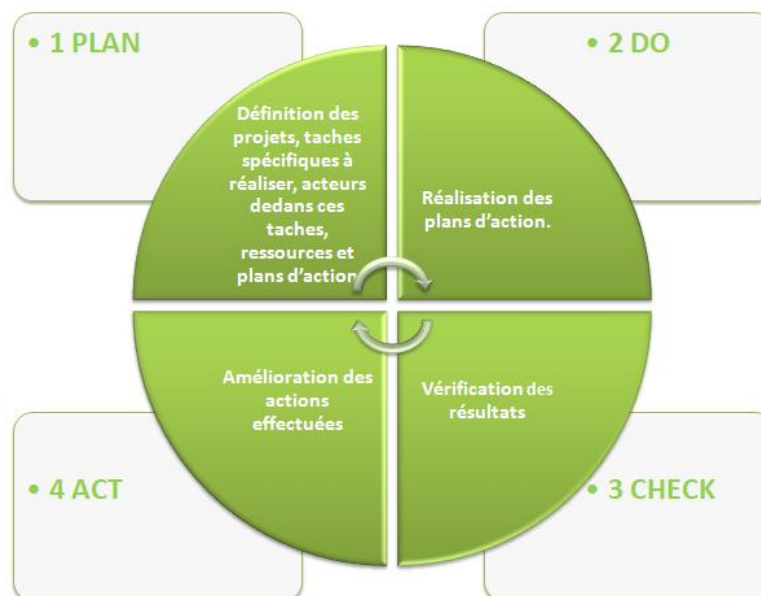 • 1 PLAN
Définition des
projets, taches
spécifiques à
réaliser, acteurs
dedans ces
taches,
ressources et
plans d'action
• 2 DO
Réalisation des
plans d'action.
• 3 CHECK
Vérification des
résultats
• 4 ACT
Amélioration des
actions
effectuées